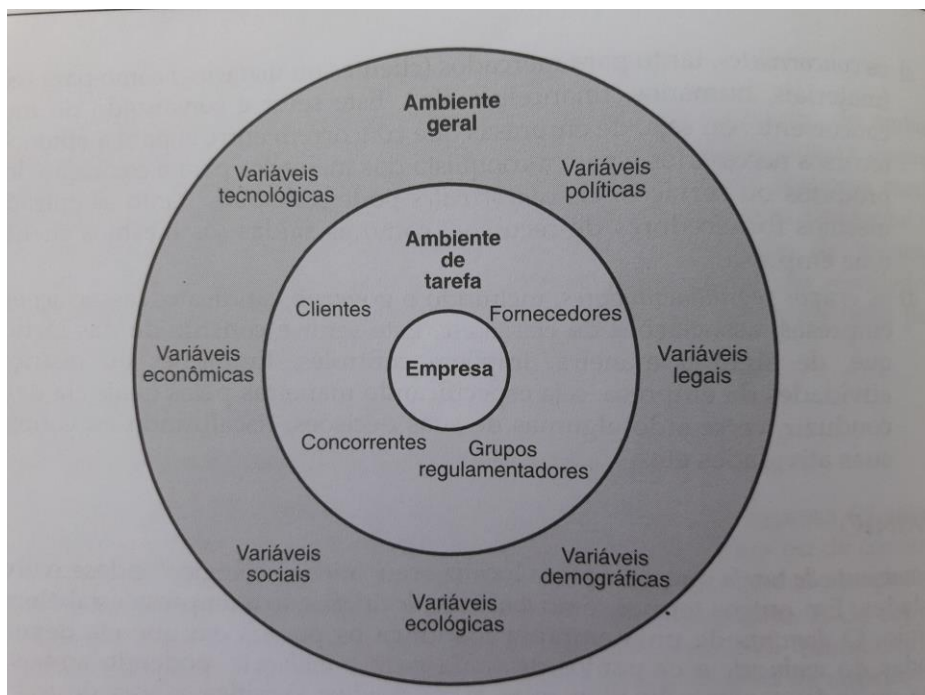 Ambiente
geral
Variáveis
tecnológicas
Variáveis
políticas
Ambiente
de
tarefa
Clientes
Fornecedores
Variáveis
econômicas
Empresa
Variáveis
legais
Concorrentes
Grupos
regulamentadores
Variáveis
sociais
Variáveis
demográficas
Variáveis
ecológicas